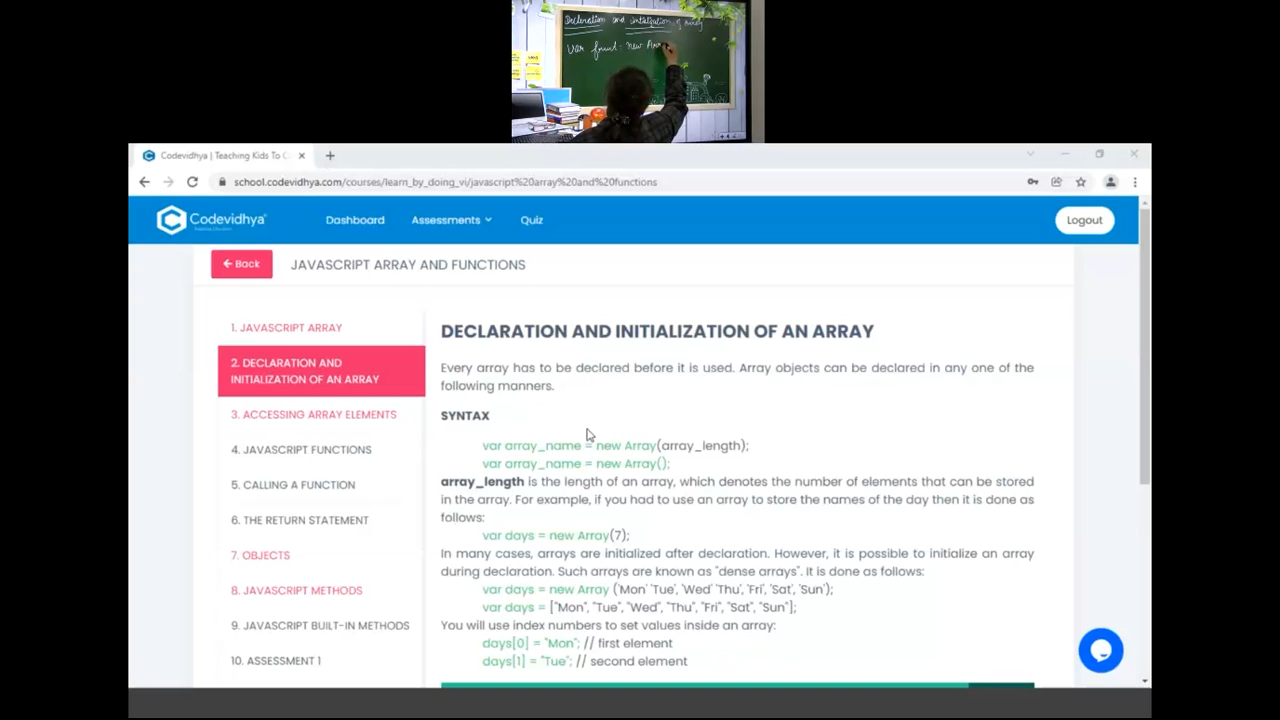 Declaration and initialization of Array
Var
new
Codevidhya | Teaching Kids To C
school.codevidhya.com/courses/learn_by_doing_vi/javascript%20array%20and%20functions
Codevidhya
Dashboard
Assessments
Quiz
Logout
Back
JAVASCRIPT ARRAY AND FUNCTIONS
1. JAVASCRIPT ARRAY
2. DECLARATION AND
INITIALIZATION OF AN ARRAY
3. ACCESSING ARRAY ELEMENTS
4. JAVASCRIPT FUNCTIONS
5. CALLING A FUNCTION
6. THE RETURN STATEMENT
7. OBJECTS
8. JAVASCRIPT METHODS
9. JAVASCRIPT BUILT-IN METHODS
10. ASSESSMENT 1
DECLARATION AND INITIALIZATION OF AN ARRAY
Every array has to be declared before it is used. Array objects can be declared in any one of the
following manners.
SYNTAX
var array_name = new Array(array_length);
var array_name = new Array();
array_length is the length of an array, which denotes the number of elements that can be stored
in the array. For example, if you had to use an array to store the names of the day then it is done as
follows:
var days = new Array(7);
In many cases, arrays are initialized after declaration. However, it is possible to initialize an array
during declaration. Such arrays are known as "dense arrays". It is done as follows:
var days = new Array ('Mon' 'Tue', 'Wed' 'Thu', 'Fri', 'Sat', 'Sun');
var days = ["Mon", "Tue", "Wed", "Thu", "Fri", "Sat", "Sun"];
You will use index numbers to set values inside an array:
days[0] = "Mon"; // first element
days[1] = "Tue"; // second element